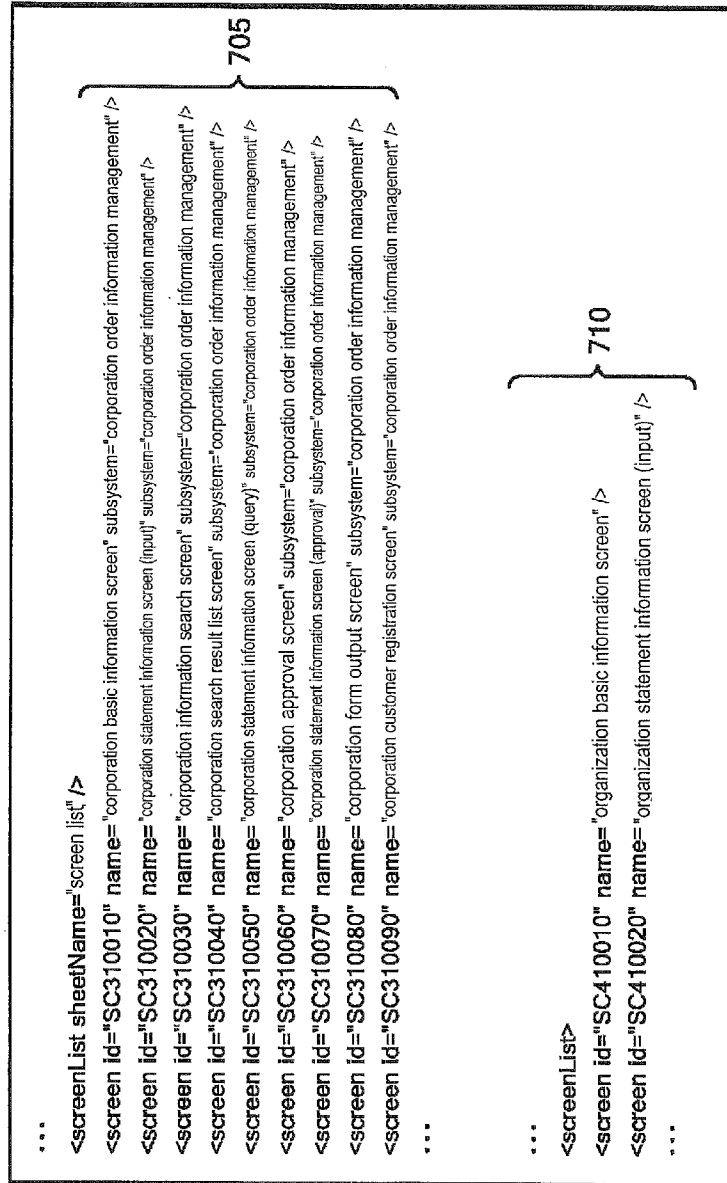 ...
<screenList sheetName="screen list" />
<screen id="SC310010" name="corporation basic information screen" subsystem="corporation order information management" />
<screen id="SC310020" name="corporation statement information screen (input)" subsystem="corporation order information management" />
<screen id="SC310030" name="corporation information search screen" subsystem="corporation order information management" />
<screen id="SC310040" name="corporation search result list screen" subsystem="corporation order information management" />
<screen id="SC310050" name="corporation statement information screen (query)" subsystem="corporation order information management" />
<screen id="SC310060" name="corporation approval screen" subsystem="corporation order information management" />
<screen id="SC310070" name="corporation statement information screen (approval)" subsystem="corporation order information management" />
<screen id="SC310080" name="corporation form output screen" subsystem="corporation order information management" />
<screen id="SC310090" name="corporation customer registration screen" subsystem="corporation order information management" />
...
705
...
<screenList>
<screen id="SC410010" name="organization basic information screen" />
<screen id="SC410020" name="organization statement information screen (input)" />
...
710